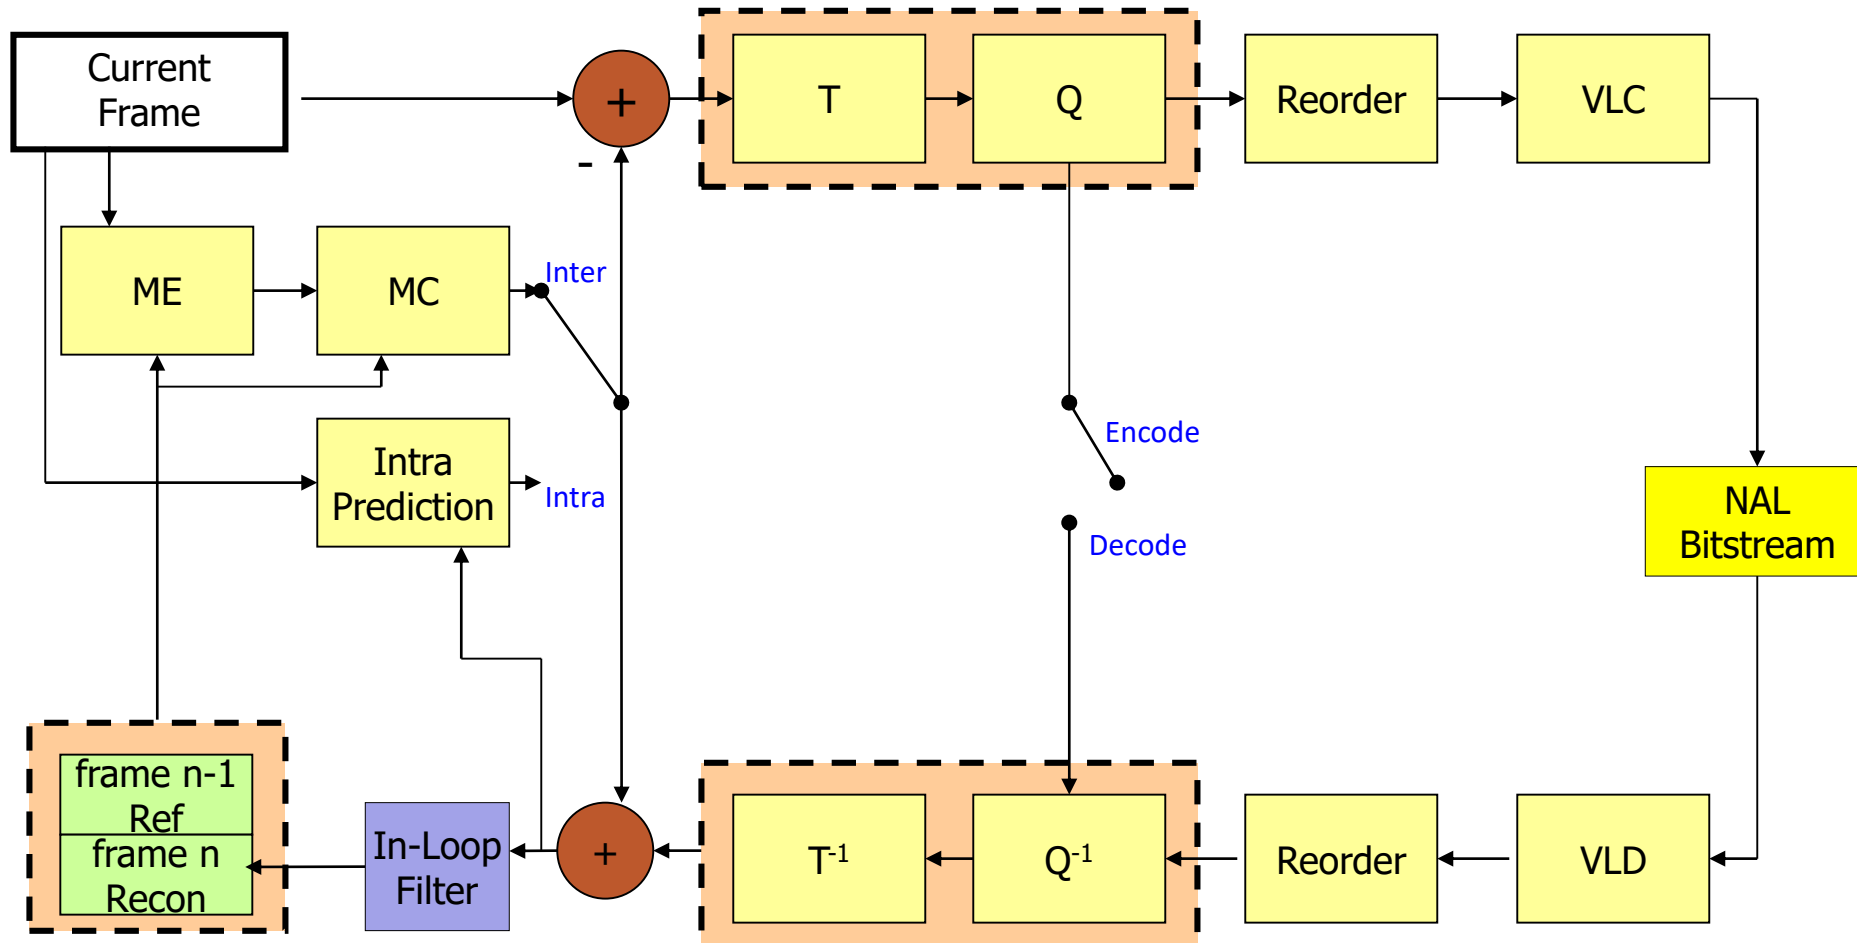 Current
Frame
+
-
T
Q
Reorder
VLC
ME
MC
Inter
Encode
Intra
Prediction
Intra
Decode
NAL
Bitstream
frame n-1
Ref
frame n
Recon
In-Loop
Filter
+
T-1
Q-1
Reorder
VLD